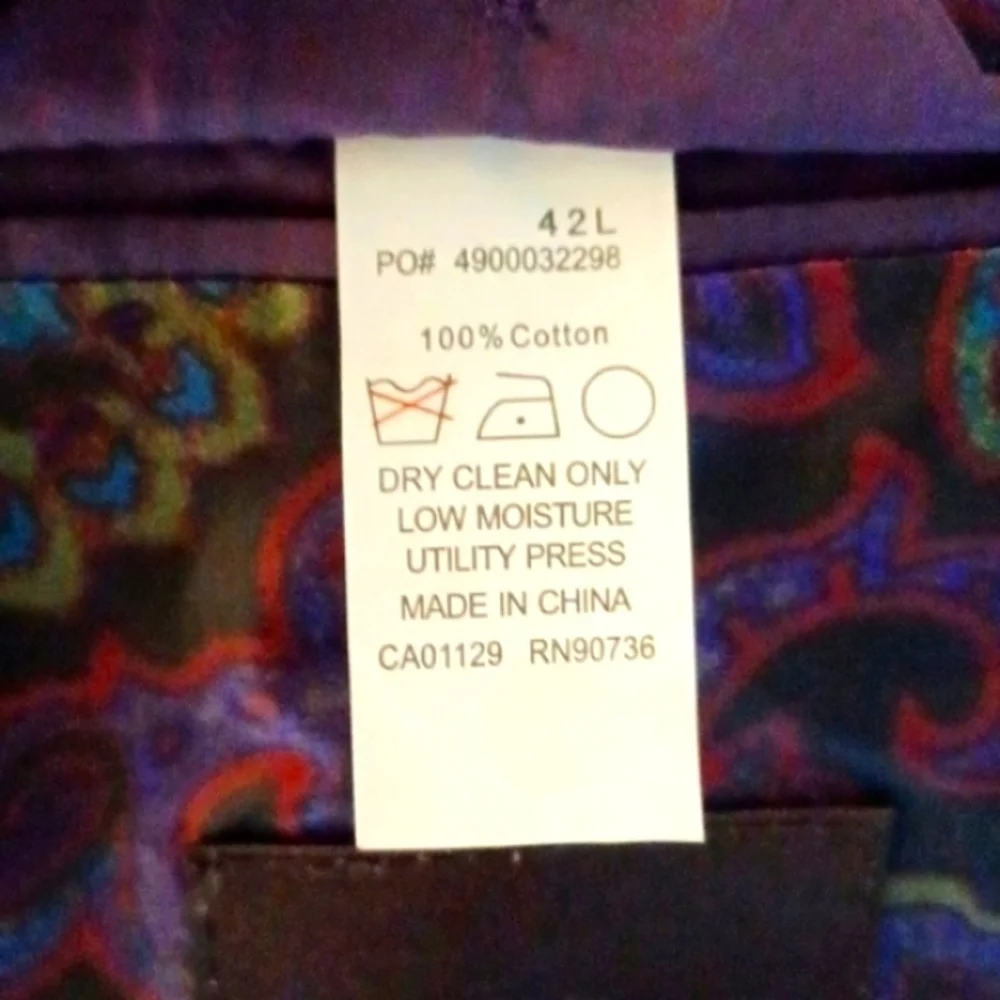 42L
PO# 4900032298
100% Cotton
DRY CLEAN ONLY
LOW MOISTURE
UTILITY PRESS
MADE IN CHINA
CA01129 RN90736